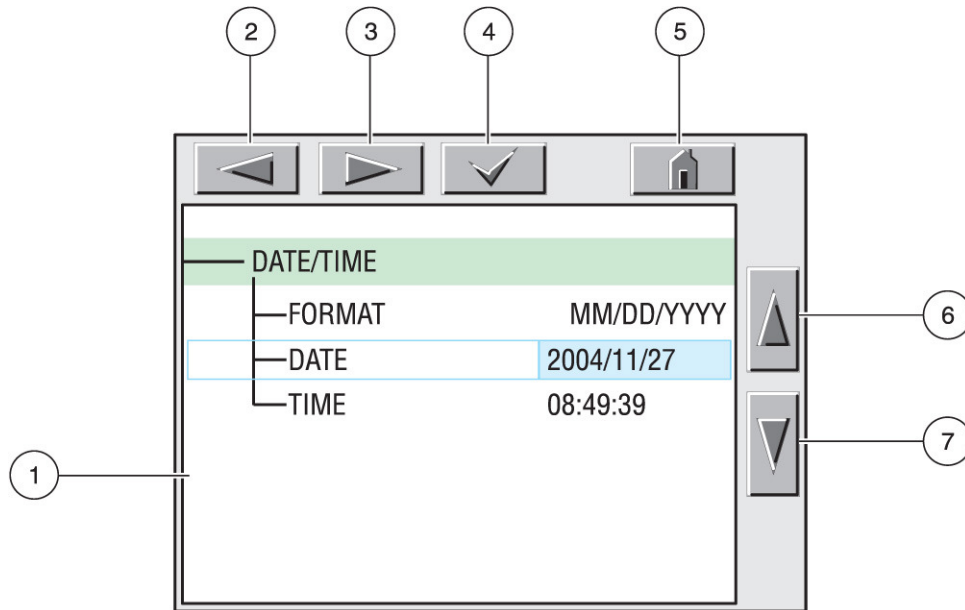 2 3 4 5
DATE/TIME
FORMAT MM/DD/YYYY
6
DATE 2004/11/27
TIME 08:49:39
7
1